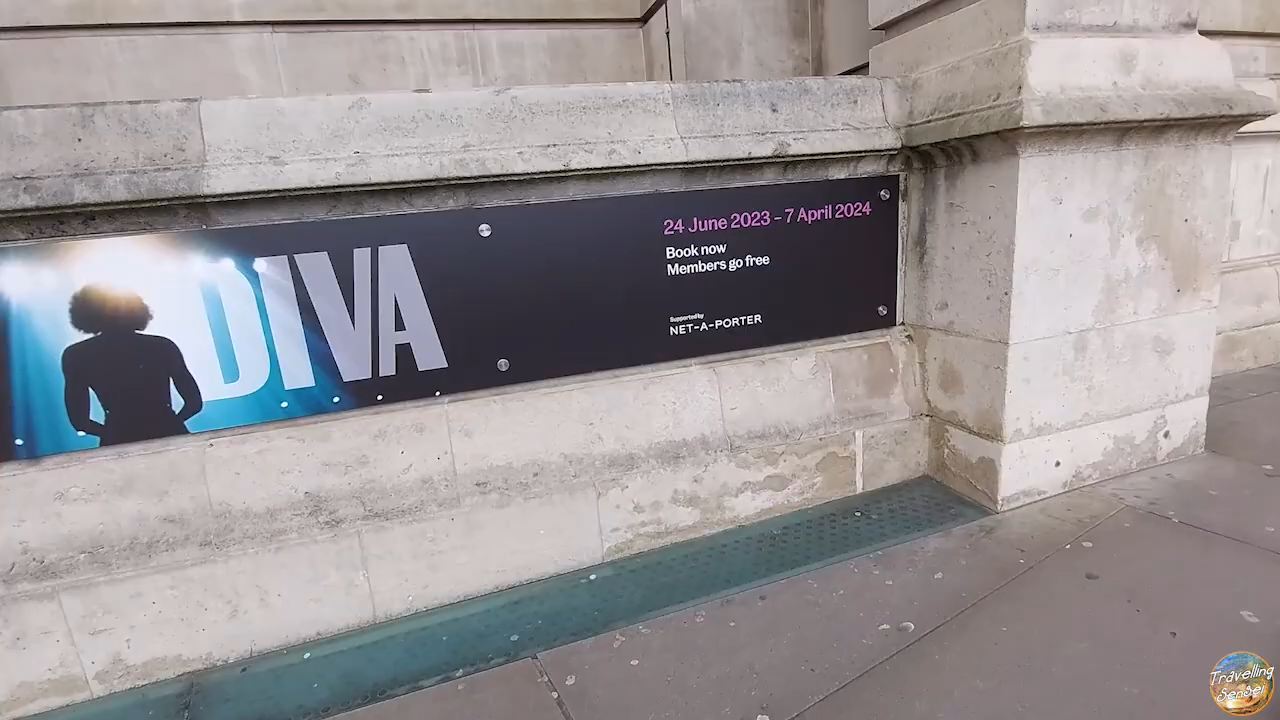 DIVA
24 June 2023 – 7 April 2024
Book now
Members go free
Supported by
NET-A-PORTER
Travelling
SenSei